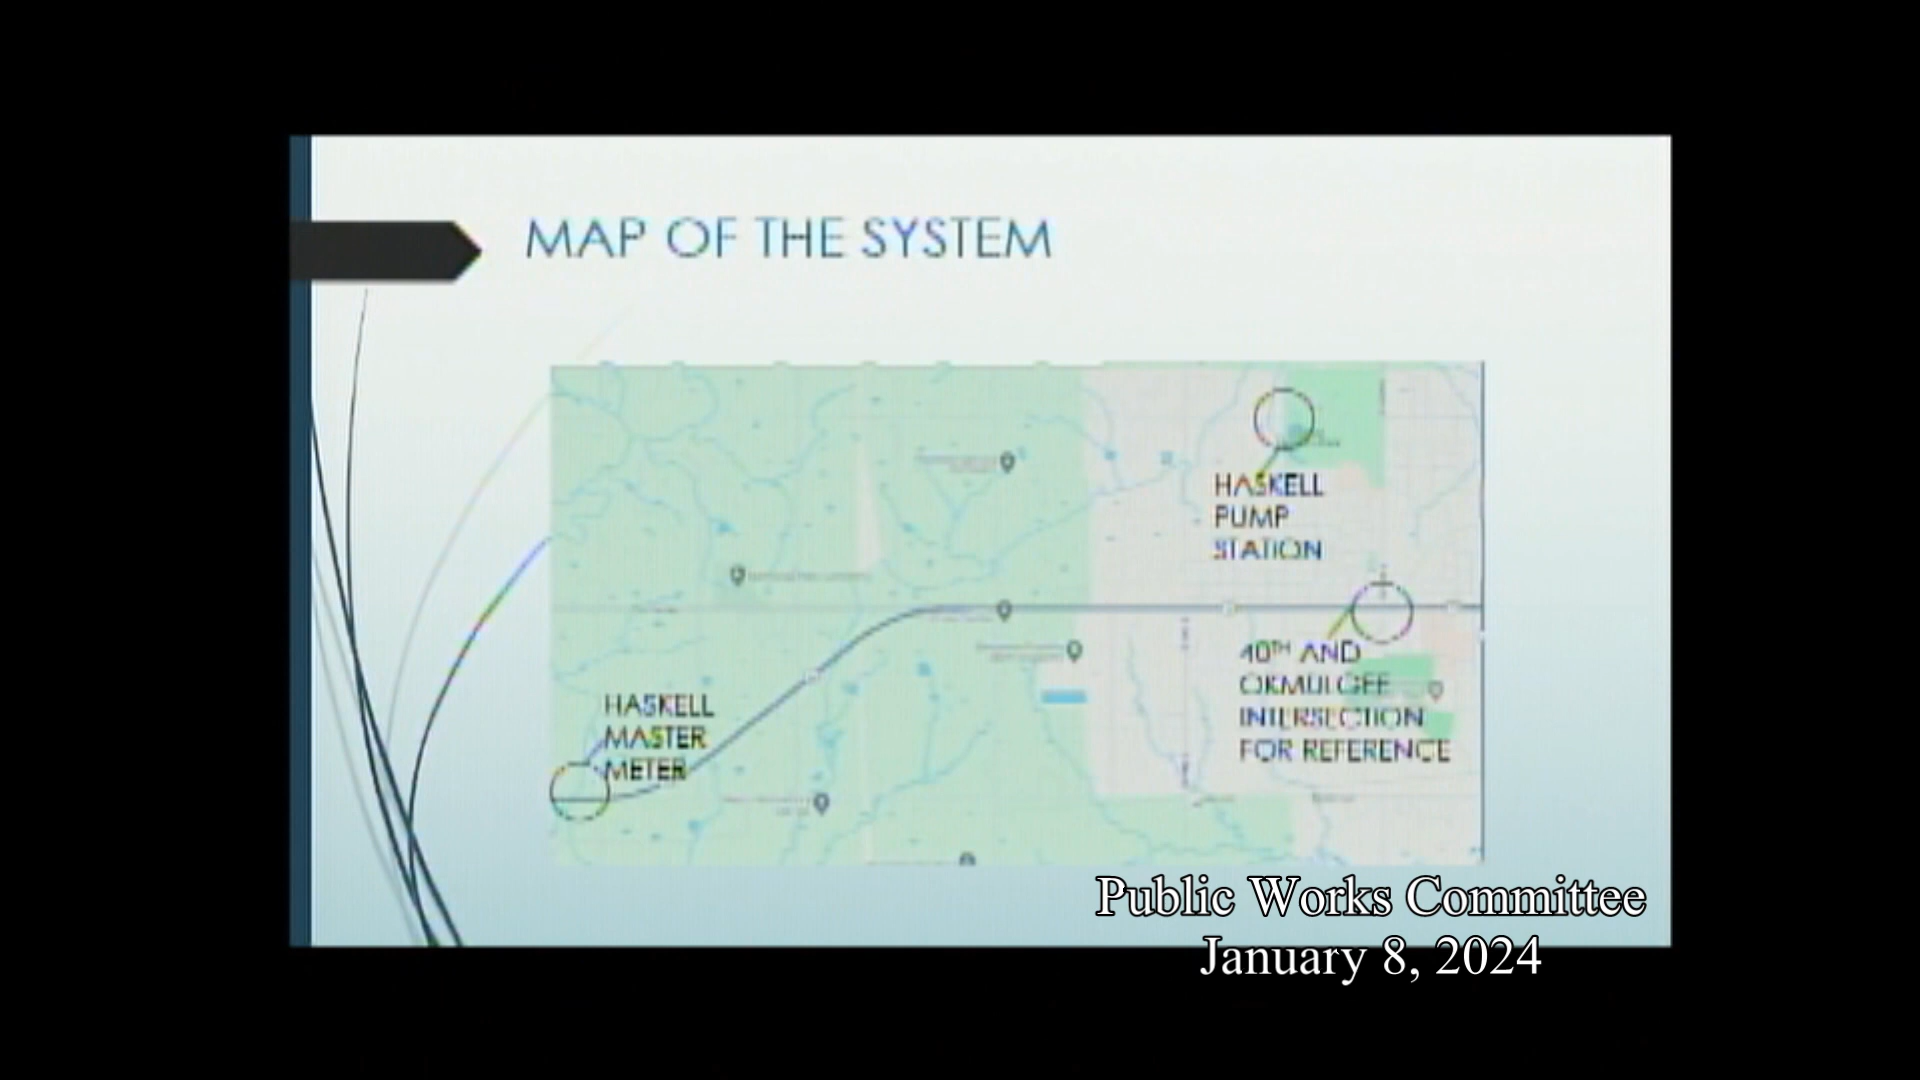 MAP OF THE SYSTEM
HASKELL
PUMP
STATION
40TH AND
OKMULGEE
INTERSECTION
FOR REFERENCE
HASKELL
MASTER
METER
Public Works Committee
January 8, 2024